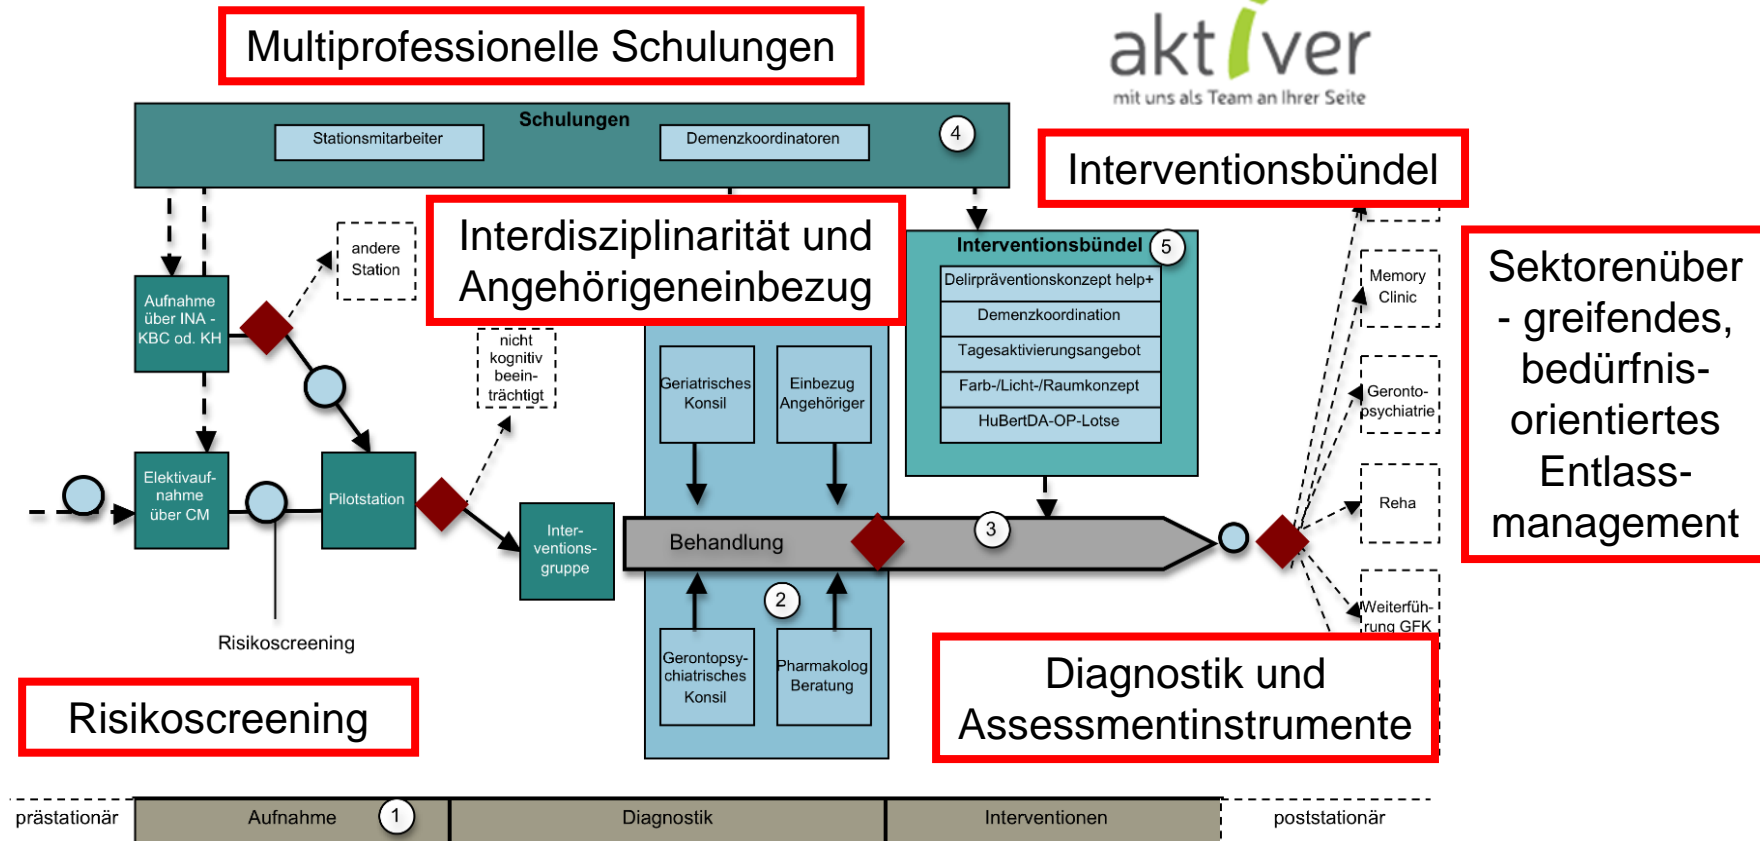 Multiprofessionelle Schulungen
aktiver
mit uns als Team an Ihrer Seite
Schulungen
Stationsmitarbeiter
Demenzkoordinatoren
4
Interventionsbündel
Interdisziplinarität und
Angehörigeneinbezug
andere
Station
Interventionsbündel
5
Delirpräventionskonzept help+
Demenzkoordination
Tagesaktivierungsangebot
Farb-/Licht-/Raumkonzept
HuBertDA-OP-Lotse
Sektorenüber
- greifendes,
bedürfnis-
orientiertes
Entlass-
management
Memory
Clinic
Geronto-
psychiatrie
Reha
Weiterfüh-
rung GFK
Aufnahme
über INA -
KBC od. KH
nicht
kognitiv
beein-
trächtigt
Geriatrisches
Konsil
Einbezug
Angehöriger
Elektivauf-
nahme
über CM
Pilotstation
Inter-
ventions-
gruppe
Behandlung
3
2
Risikoscreening
Gerontopsy-
chiatrisches
Konsil
Pharmakolog
Beratung
Diagnostik und
Assessmentinstrumente
Risikoscreening
prästationär
Aufnahme
1
Diagnostik
Interventionen
poststationär